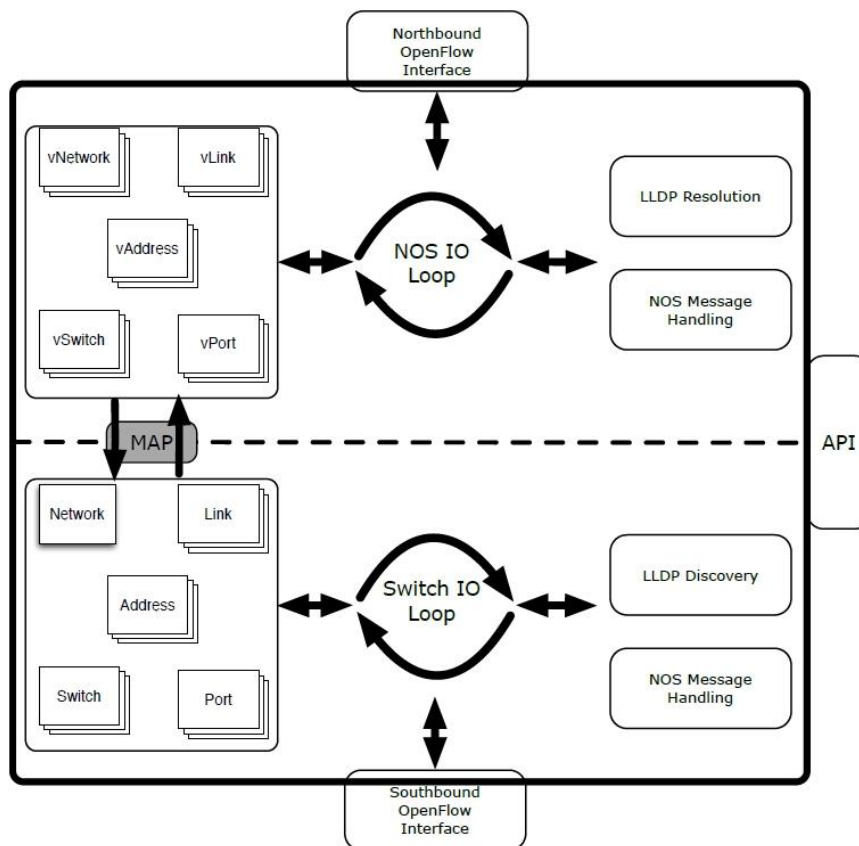 Northbound
OpenFlow
Interface
vNetwork
vLink
vAddress
vSwitch
vPort
NOS IO
Loop
LLDP Resolution
NOS Message
Handling
MAP
API
Network
Link
Address
Switch
Port
Switch IO
Loop
LLDP Discovery
NOS Message
Handling
Southbound
OpenFlow
Interface